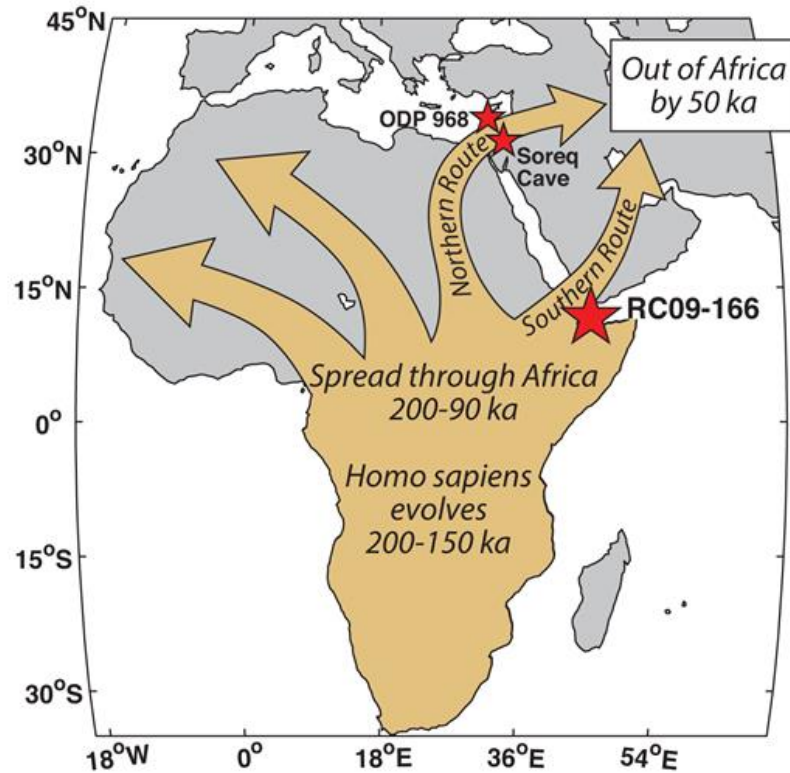 45°N
30°N
15°N
0°
15°S
30°S
18°W
0°
18°E
36°E
54°E
Out of Africa
by 50 ka
ODP 968
Soreq
Cave
Northern Route
Southern Route
RC09-166
Spread through Africa
200-90 ka
Homo sapiens
evolves
200-150 ka